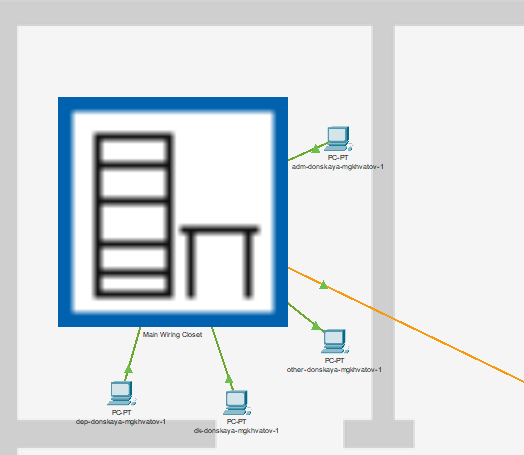 PC-PT
adm-donskaya-mgkhvatov-1
Main Wiring Closet
PC-PT
other-donskaya-mgkhvatov-1
PC-PT
dep-donskaya-mgkhvatov-1
PC-PT
dk-donskaya-mgkhvatov-1